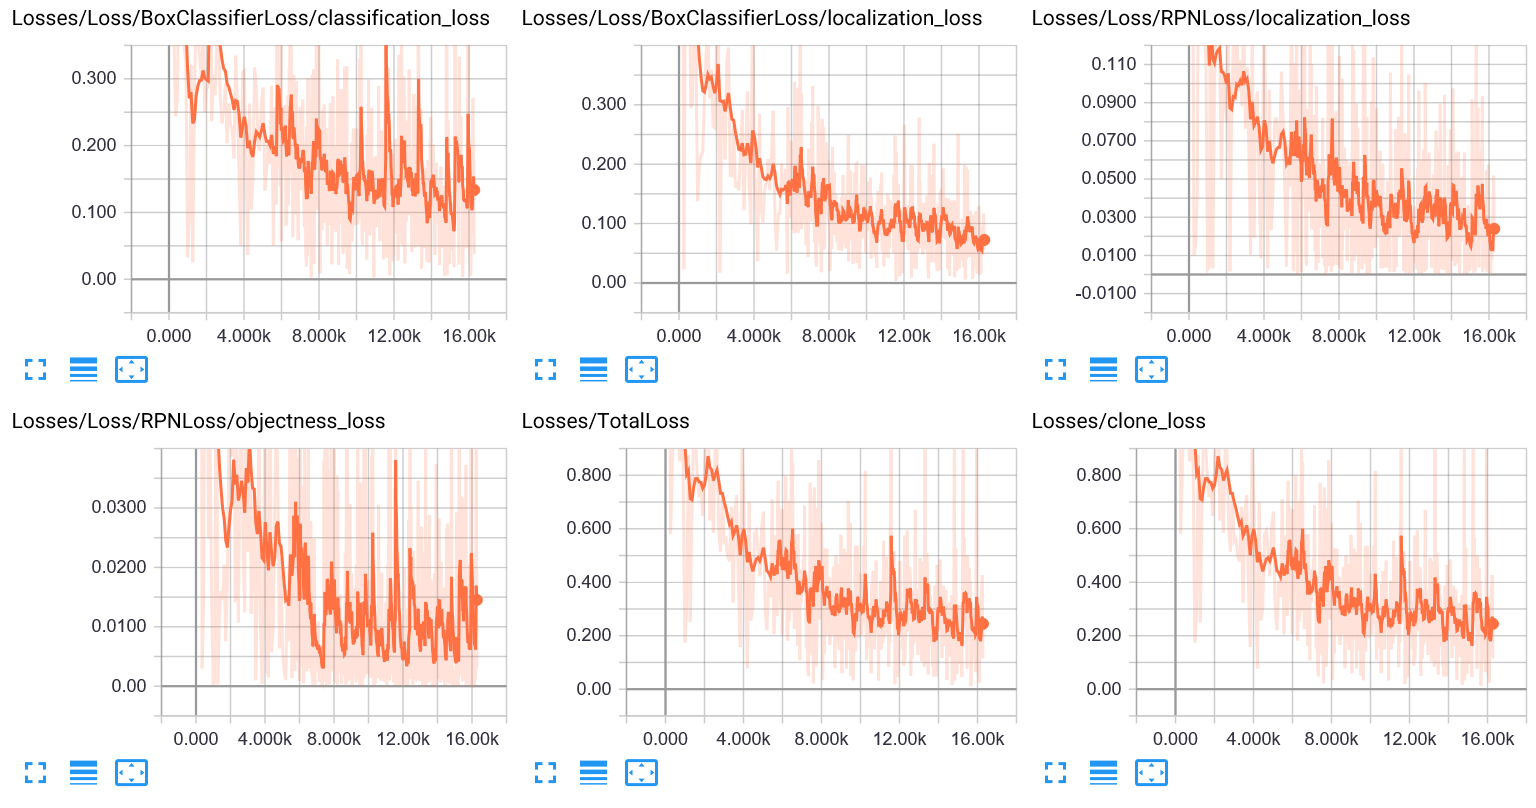 Losses/Loss/BoxClassifierLoss/classification_loss
0.300
0.200
0.100
0.00
0.000 4.000k 8.000k 12.00k 16.00k
Losses/Loss/BoxClassifierLoss/localization_loss
0.300
0.200
0.100
0.00
0.000 4.000k 8.000k 12.00k 16.00k
Losses/Loss/RPNLoss/localization_loss
0.110
0.0900
0.0700
0.0500
0.0300
0.0100
-0.0100
0.000 4.000k 8.000k 12.00k 16.00k
Losses/Loss/RPNLoss/objectness_loss
0.0300
0.0200
0.0100
0.00
0.000 4.000k 8.000k 12.00k 16.00k
Losses/TotalLoss
0.800
0.600
0.400
0.200
0.00
0.000 4.000k 8.000k 12.00k 16.00k
Losses/clone_loss
0.800
0.600
0.400
0.200
0.00
0.000 4.000k 8.000k 12.00k 16.00k